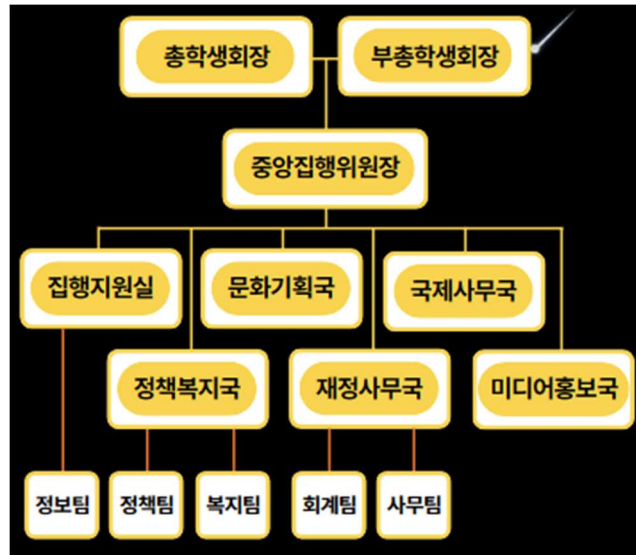 총학생회장
부총학생회장
중앙집행위원장
집행지원실
문화기획국
국제사무국
정책복지국
재정사무국
미디어홍보국
정보팀
정책팀
복지팀
회계팀
사무팀